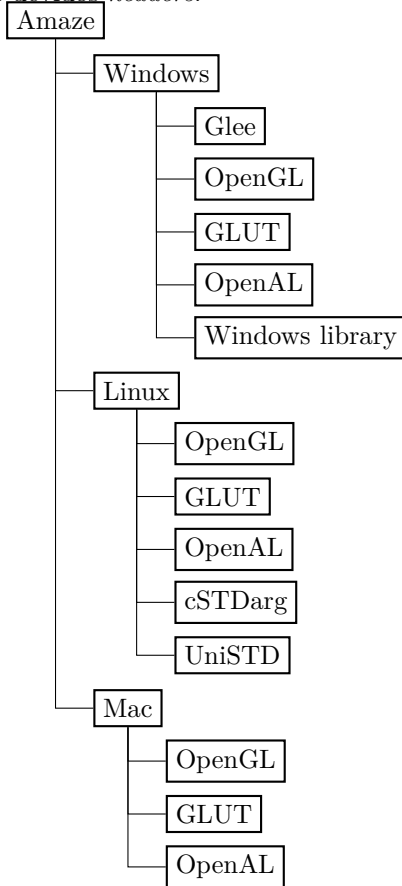 Amaze
Windows
Glee
OpenGL
GLUT
OpenAL
Windows library
Linux
OpenGL
GLUT
OpenAL
cSTDarg
UniSTD
Mac
OpenGL
GLUT
OpenAL